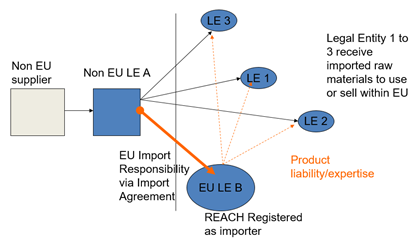 LE 3
Legal Entity 1 to
3 receive
imported raw
materials to use
or sell within EU
Non EU
supplier
Non EU LE A
LE 1
LE 2
EU Import
Responsibility
via Import
Agreement
Product
liability/expertise
EU LE B
REACH Registered
as importer